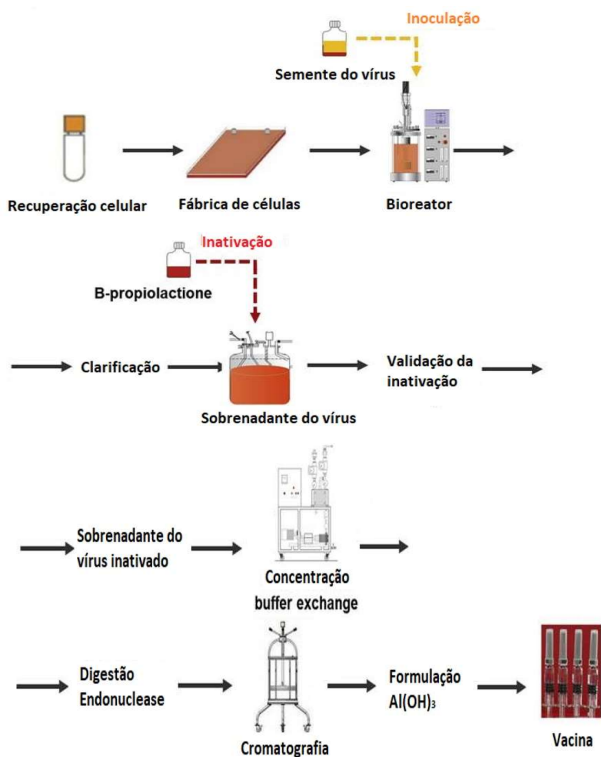 Inoculação
Semente do vírus
Recuperação celular
Fábrica de células
Bioreator
Inativação
B-propiolactione
Clarificação
Sobrenadante do vírus
Validação da
inativação
Sobrenadante do
vírus inativado
Concentração
buffer exchange
Digestão
Endonuclease
Cromatografia
Formulação
Al(OH)₃
Vacina